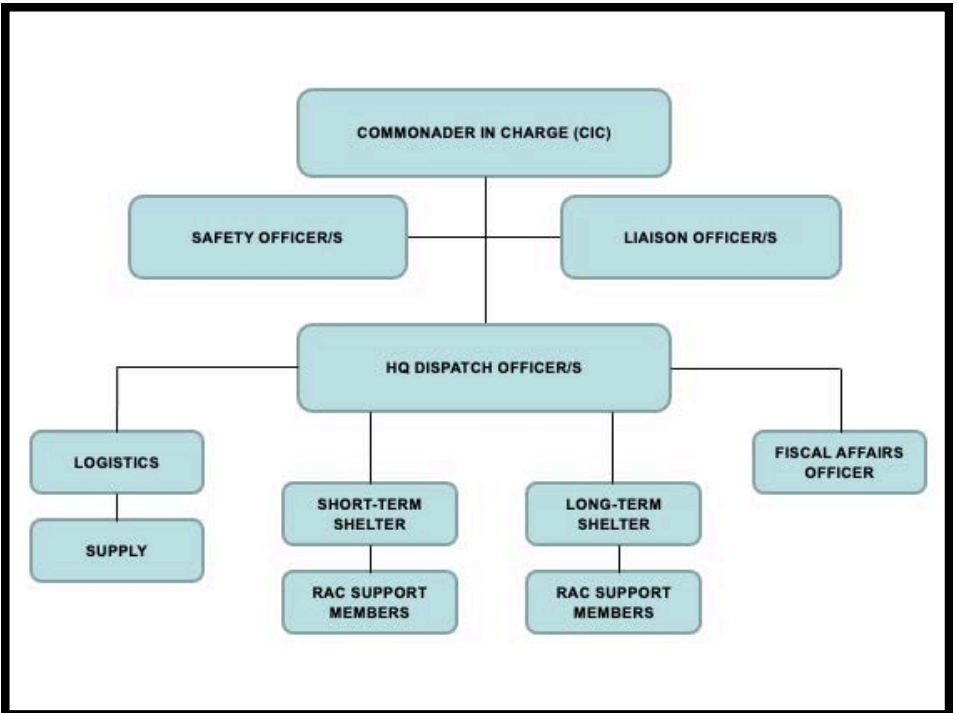 COMMONADER IN CHARGE (CIC)
SAFETY OFFICER/S
LIAISON OFFICER/S
HQ DISPATCH OFFICER/S
LOGISTICS
FISCAL AFFAIRS
OFFICER
SHORT-TERM
SHELTER
LONG-TERM
SHELTER
SUPPLY
RAC SUPPORT
MEMBERS
RAC SUPPORT
MEMBERS